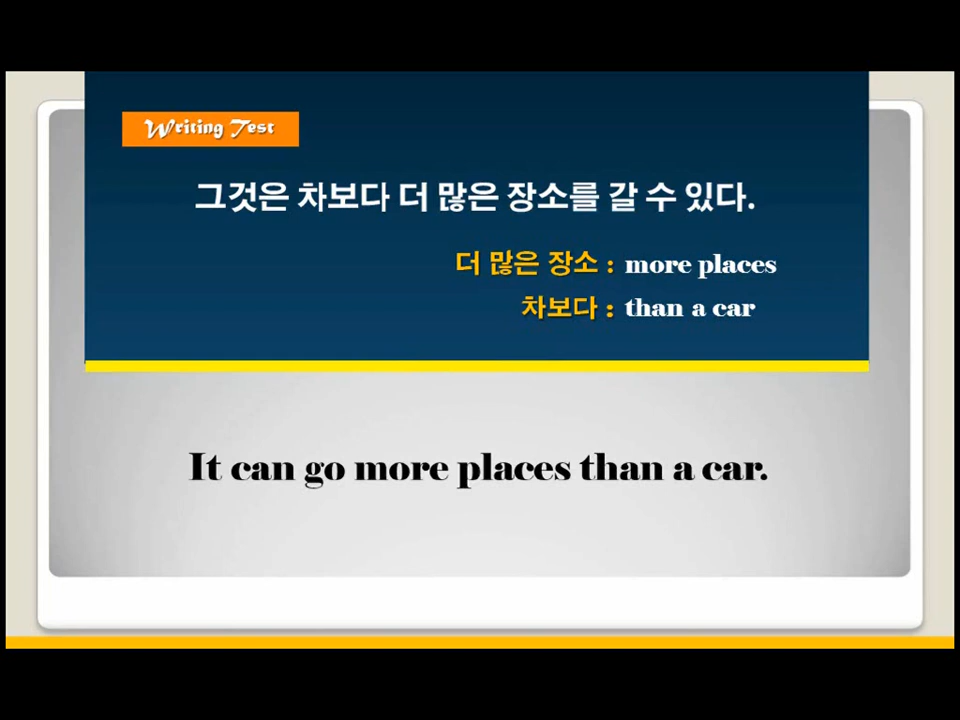 Writing Test
그것은 차보다 더 많은 장소를 갈 수 있다.
더 많은 장소 : more places
차보다 : than a car
It can go more places than a car.